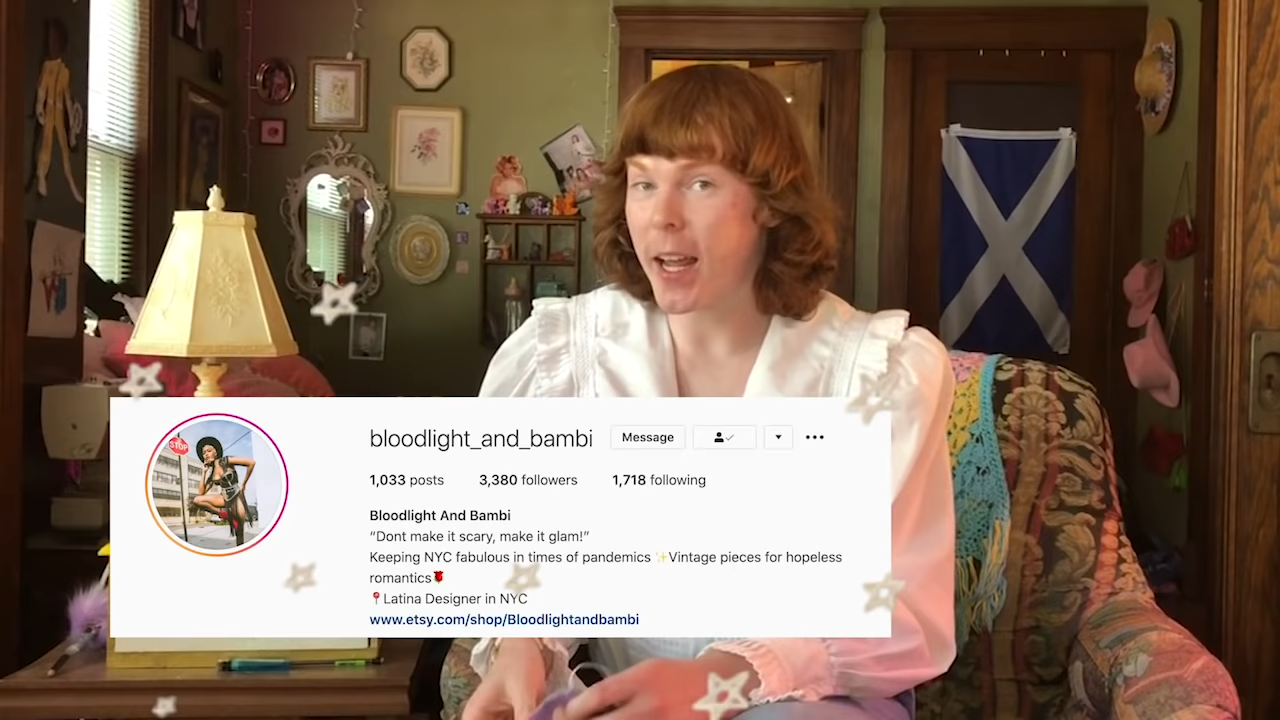 bloodlight_and_bambi Message
1,033 posts 3,380 followers 1,718 following
Bloodlight And Bambi
"Dont make it scary, make it glam!"
Keeping NYC fabulous in times of pandemics ✨Vintage pieces for hopeless
romantics🌹
📍Latina Designer in NYC
www.etsy.com/shop/Bloodlightandbambi
STOP